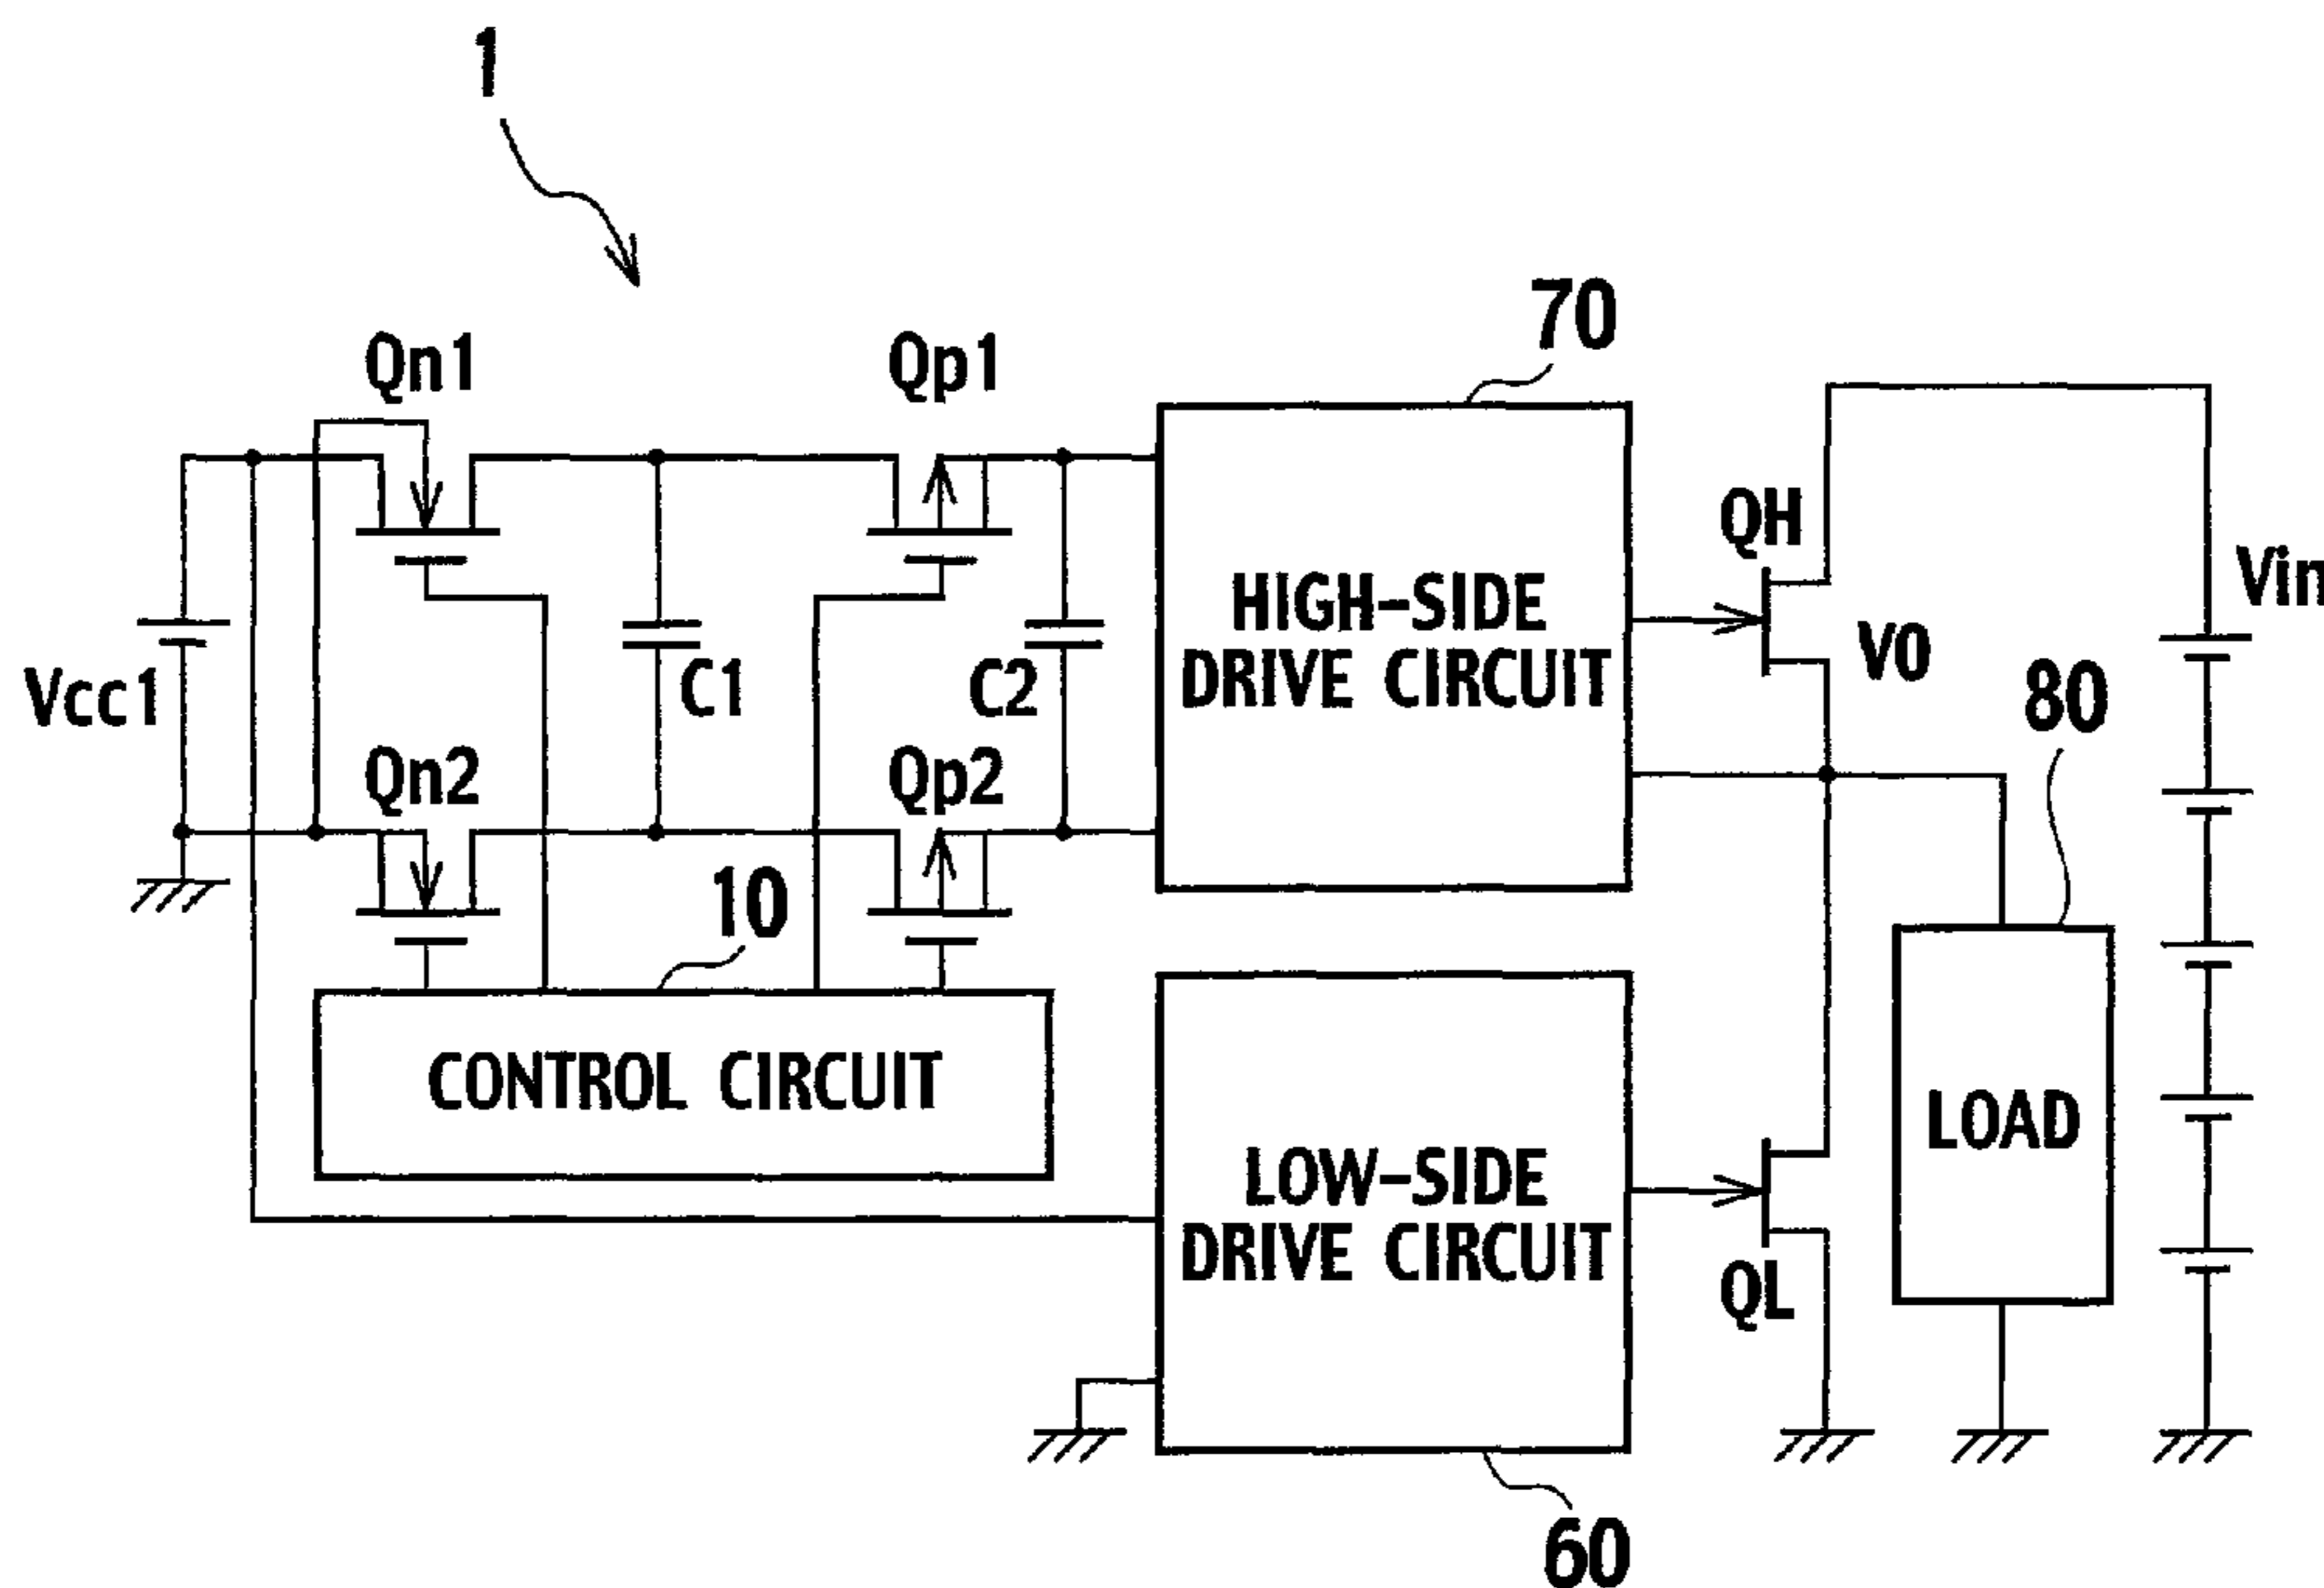 1
Qn1
Qp1
70
QH
Vin
HIGH-SIDE
DRIVE CIRCUIT
V0
80
Vcc1
C1
C2
Qn2
Qp2
10
CONTROL CIRCUIT
LOAD
LOW-SIDE
DRIVE CIRCUIT
QL
60